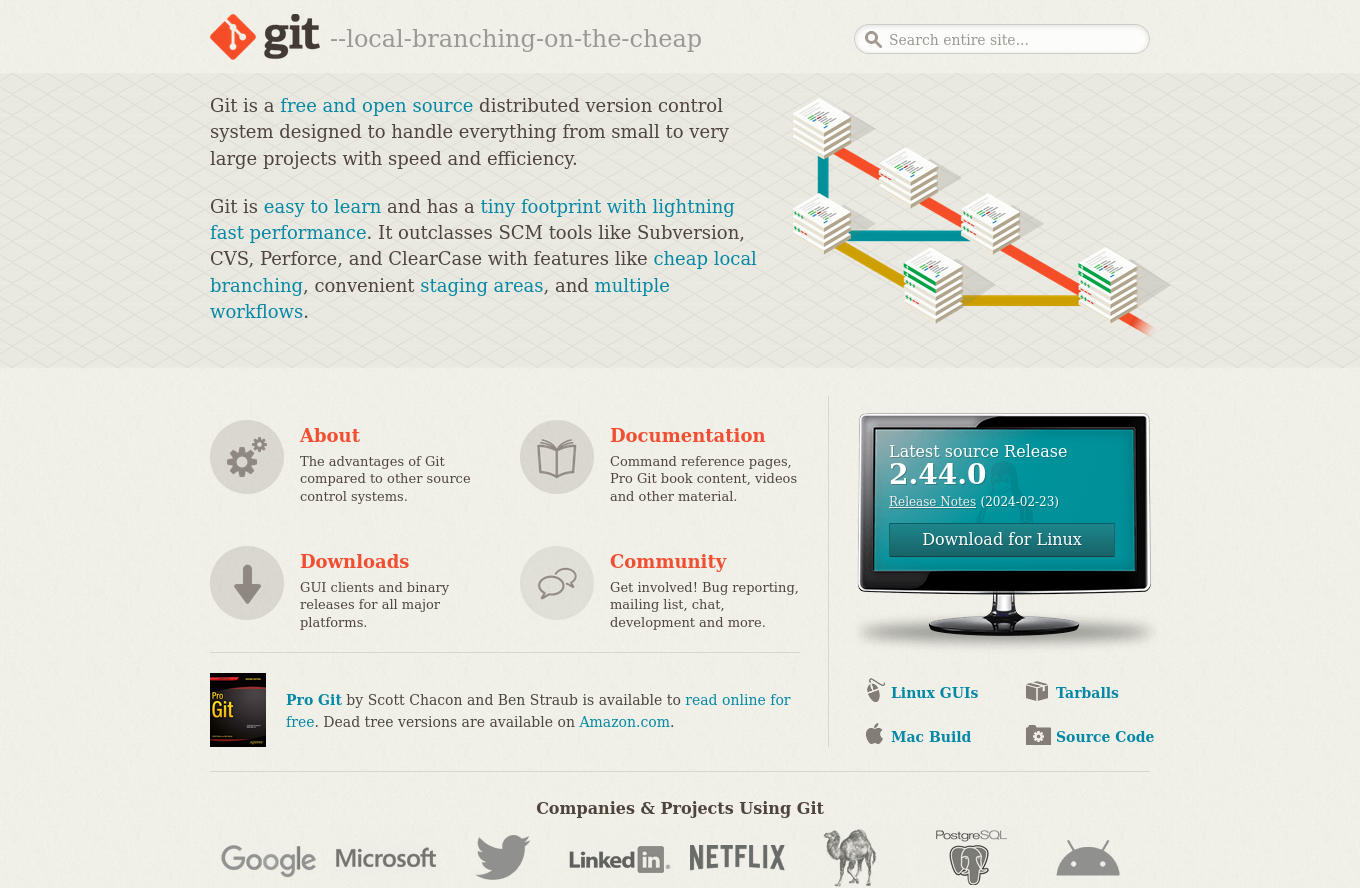 git --local-branching-on-the-cheap
Search entire site...
Git is a free and open source distributed version control
system designed to handle everything from small to very
large projects with speed and efficiency.
Git is easy to learn and has a tiny footprint with lightning
fast performance. It outclasses SCM tools like Subversion,
CVS, Perforce, and ClearCase with features like cheap local
branching, convenient staging areas, and multiple
workflows.
About
The advantages of Git
compared to other source
control systems.
Documentation
Command reference pages,
Pro Git book content, videos
and other material.
Downloads
GUI clients and binary
releases for all major
platforms.
Community
Get involved! Bug reporting,
mailing list, chat,
development and more.
Pro
Git
Pro Git by Scott Chacon and Ben Straub is available to read online for
free. Dead tree versions are available on Amazon.com.
Latest source Release
2.44.0
Release Notes (2024-02-23)
Download for Linux
Linux GUIs
Tarballs
Mac Build
Source Code
Companies & Projects Using Git
Google
Microsoft
Linked in
NETFLIX
PostgreSQL